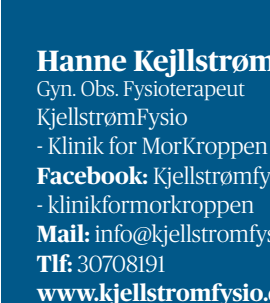 Hanne Kejllstrøm
Gyn. Obs. Fysioterapeut
KjellstrømFysio
- Klinik for MorKroppen
Facebook: Kjellstrømfy
- klinikformorkroppen
Mail: info@kjellstromfys
Tlf: 30708191
www.kjellstromfysio.